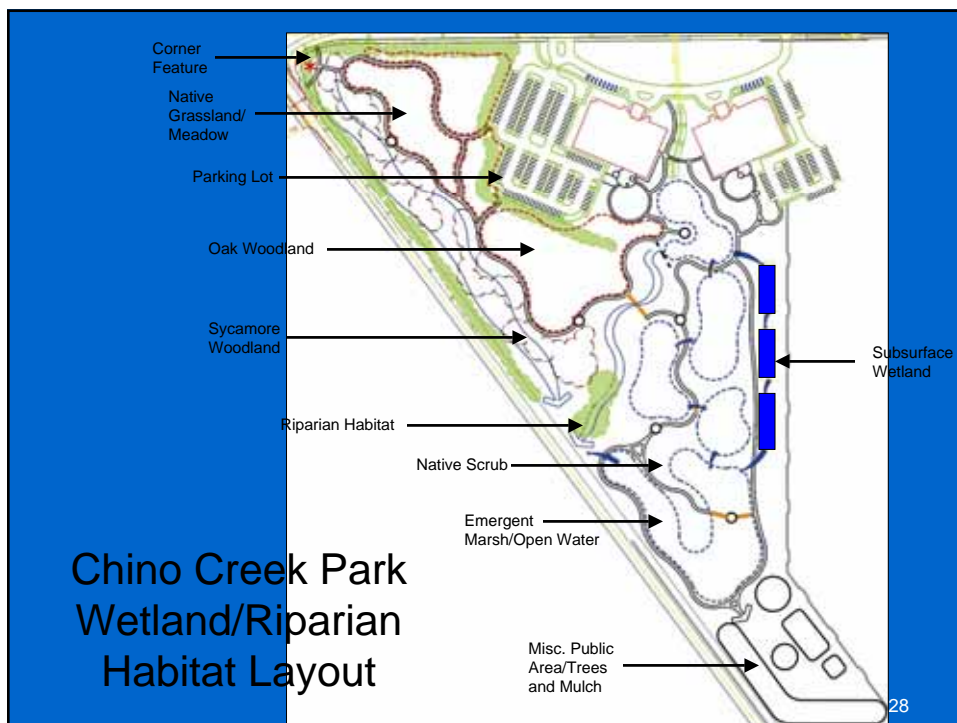 Corner
Feature
Native
Grassland/
Meadow
Parking Lot
Oak Woodland
Sycamore
Woodland
Subsurface
Wetland
Riparian Habitat
Native Scrub
Emergent
Marsh/Open Water
Chino Creek Park
Wetland/Riparian
Habitat Layout
Misc. Public
Area/Trees
and Mulch
28